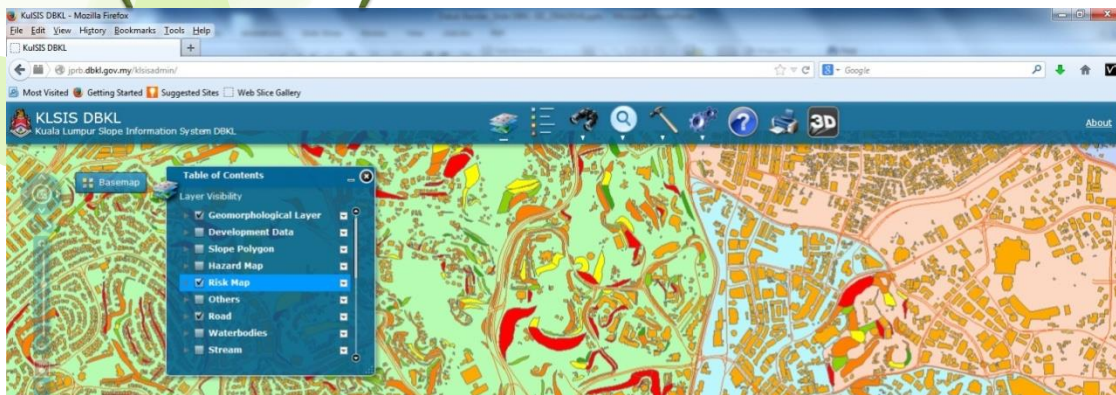 KulSIS DBKL - Mozilla Firefox
File Edit View History Bookmarks Tools Help
KulSIS DBKL
+
jprb.dbkl.gov.my/klsisadmin/
Google
Most Visited Getting Started Suggested Sites Web Slice Gallery
KLSIS DBKL
Kuala Lumpur Slope Information System DBKL
3D
About
Basemap
Table of Contents
Layer Visibility
Geomorphological Layer
Development Data
Slope Polygon
Hazard Map
Risk Map
Others
Road
Waterbodies
Stream